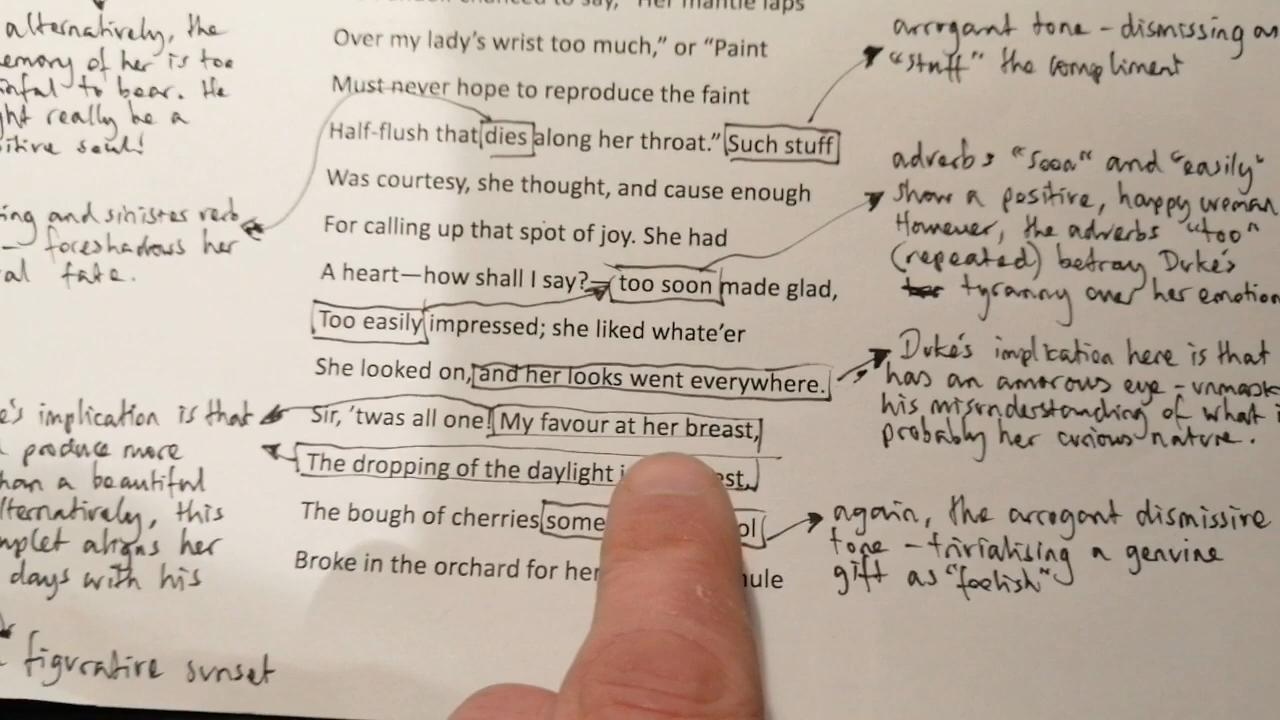 to say, "Her mantle laps
Over my lady's wrist too much," or "Paint
Must never hope to reproduce the faint
Half-flush that dies along her throat." Such stuff
Was courtesy, she thought, and cause enough
For calling up that spot of joy. She had
A heart—how shall I say?— too soon made glad,
Too easily impressed; she liked whate'er
She looked on, and her looks went everywhere.
Sir, 'twas all one! My favour at her breast,
The dropping of the daylight
The bough of cherries some
Broke in the orchard for her
alternatively, the
of her is too
to bear. He
really be a
soul!
and sinister verb
– foreshadows her
fate.
implication is that
produce more
a beautiful
this
aligns her
days with his
figurative sunset
arrogant tone – dismissing as
"stuff" the compliment
adverbs "soon" and "easily"
show a positive, happy woman
However, the adverbs "too"
(repeated) betray Duke's
tyranny over her
Duke's implication here is that
has an amorous eye –
his misunderstanding of what
probably her curious nature.
again, the arrogant dismissive
tone – trivialising a genuine
gift as "foolish"